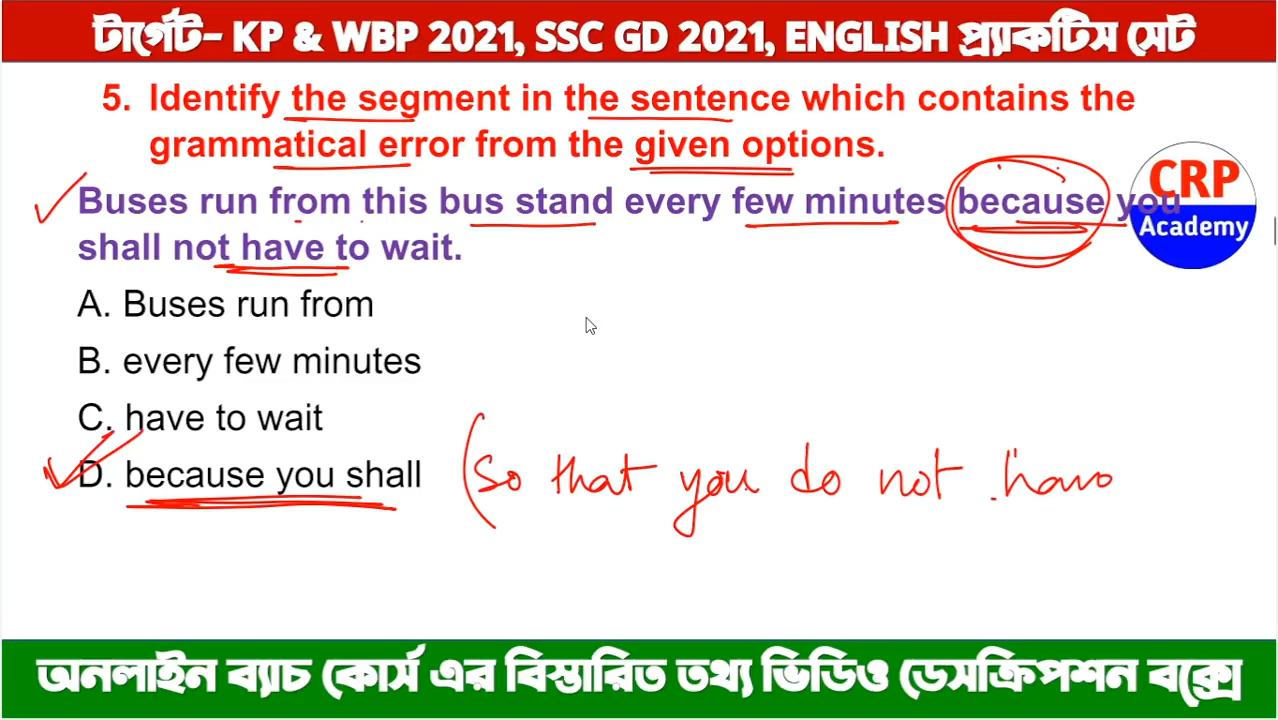 টার্গেট- KP & WBP 2021, SSC GD 2021, ENGLISH প্র্যাকটিস সেট
5. Identify the segment in the sentence which contains the
grammatical error from the given options.
Buses run from this bus stand every few minutes because you
shall not have to wait.
CRP
Academy
A. Buses run from
B. every few minutes
C. have to wait
D. because you shall
(So that you do not have
অনলাইন ব্যাচ কোর্স এর বিস্তারিত তথ্য ভিডিও ডেসক্রিপশন বক্সে